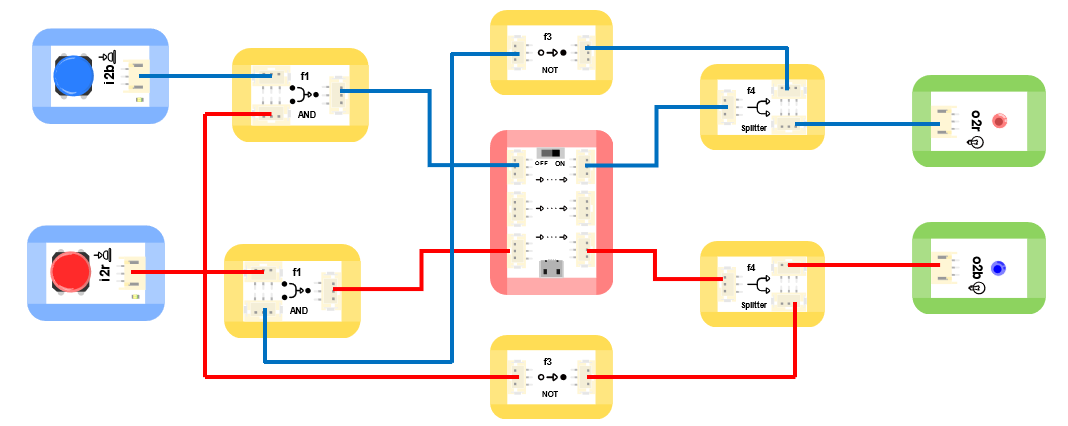 i2b
f1
AND
f3
NOT
f4
Splitter
o2r
OFF ON
i2r
f1
AND
f4
Splitter
o2b
f3
NOT